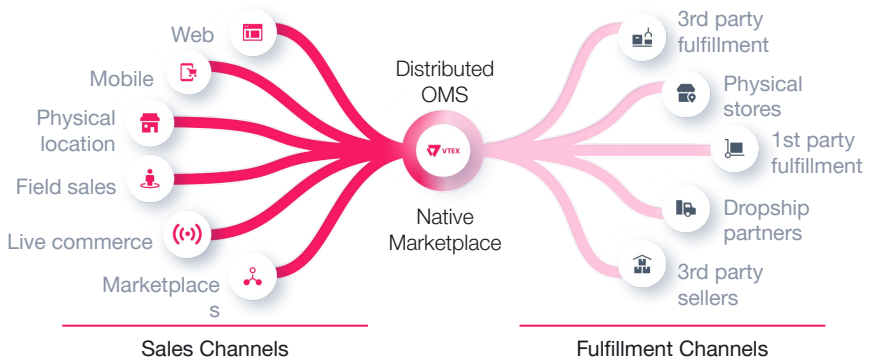 Web
Mobile
Physical
location
Field sales
Live commerce
Marketplace
s
Sales Channels
Distributed
OMS
VTEX
Native
Marketplace
3rd party
fulfillment
Physical
stores
1st party
fulfillment
Dropship
partners
3rd party
sellers
Fulfillment Channels